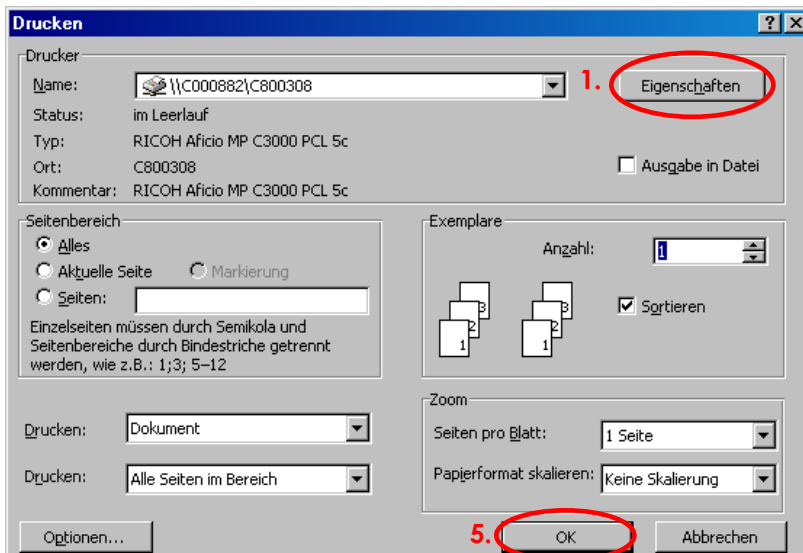 Drucken
Drucker
Name: \\C000882\C800308
1. Eigenschaften
Status: im Leerlauf
Typ: RICOH Aficio MP C3000 PCL 5c
Ort: C800308
Ausgabe in Datei
Kommentar: RICOH Aficio MP C3000 PCL 5c
Seitenbereich
Alles
Aktuelle Seite Markierung
Seiten:
Einzelseiten müssen durch Semikola und
Seitenbereiche durch Bindestriche getrennt
werden, wie z.B.: 1;3; 5–12
Exemplare
Anzahl: 1
1 2 3 1 2 3
Sortieren
Drucken: Dokument
Drucken: Alle Seiten im Bereich
Zoom
Seiten pro Blatt: 1 Seite
Papierformat skalieren: Keine Skalierung
Optionen...
5. OK
Abbrechen